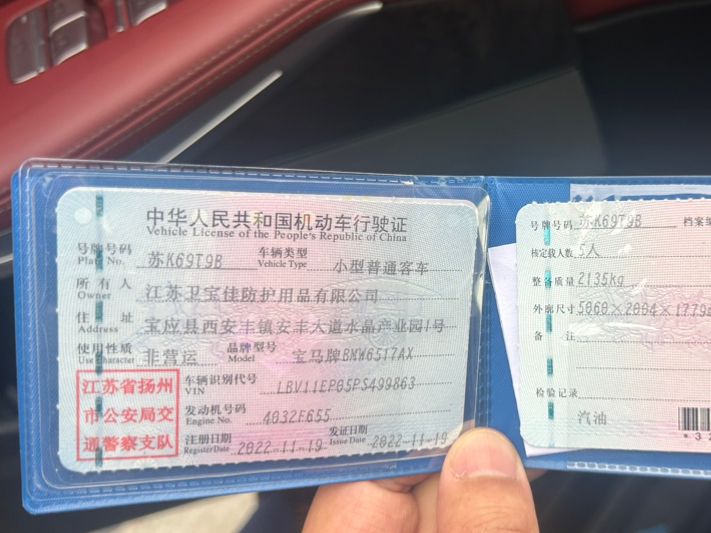 中华人民共和国机动车行驶证
Vehicle License of the People's Republic of China
号牌号码 苏K69T9B 车辆类型 小型普通客车
Plate No. Vehicle Type
所有人 江苏卫宝佳防护用品有限公司
Owner
住址 宝应县西安丰镇安丰大道水晶产业园1号
Address
使用性质 非营运 品牌型号 宝马牌BMW6517AX
Use Character Model
江苏省扬州
市公安局交
通警察支队
车辆识别代号 LBV11EP05PS499863
VIN
发动机号码 4032F655
Engine No.
注册日期 2022-11-19 发证日期 2022-11-19
Register Date Issue Date
号牌号码 苏K69T9B 档案编
核定载人数 5人
整备质量 2135kg
外廓尺寸 5060×2004×1779
备注
检验记录
汽油
*32